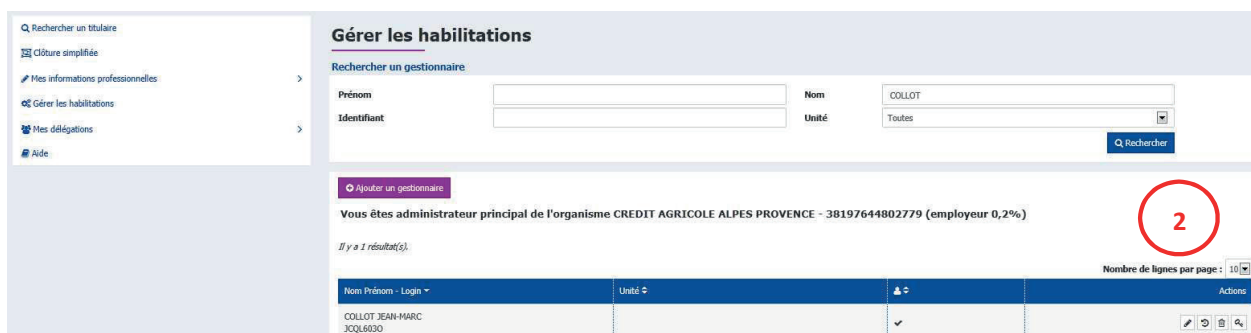 Rechercher un titulaire
Clôture simplifiée
Mes informations professionnelles
Gérer les habilitations
Mes délégations
Aide
Gérer les habilitations
Rechercher un gestionnaire
Prénom
Nom COLLOT
Identifiant
Unité Toutes
Rechercher
Ajouter un gestionnaire
Vous êtes administrateur principal de l'organisme CREDIT AGRICOLE ALPES PROVENCE - 38197644802779 (employeur 0,2%)
2
Il y a 1 résultat(s).
Nombre de lignes par page : 10
Nom Prénom - Login Unité Actions
COLLOT JEAN-MARC
JCQL6030